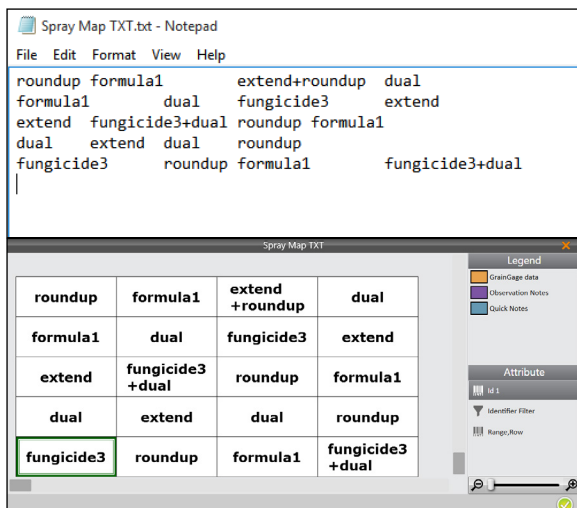 Spray Map TXT.txt - Notepad
File Edit Format View Help
roundup formula1 extend+roundup dual
formula1 dual fungicide3 extend
extend fungicide3+dual roundup formula1
dual extend dual roundup
fungicide3 roundup formula1 fungicide3+dual
Spray Map TXT
roundup formula1 extend +roundup dual
formula1 dual fungicide3 extend
extend fungicide3 +dual roundup formula1
dual extend dual roundup
fungicide3 roundup formula1 fungicide3 +dual
Legend
GrainGage data
Observation Notes
Quick Notes
Attribute
Id 1
Identifier Filter
Range,Row